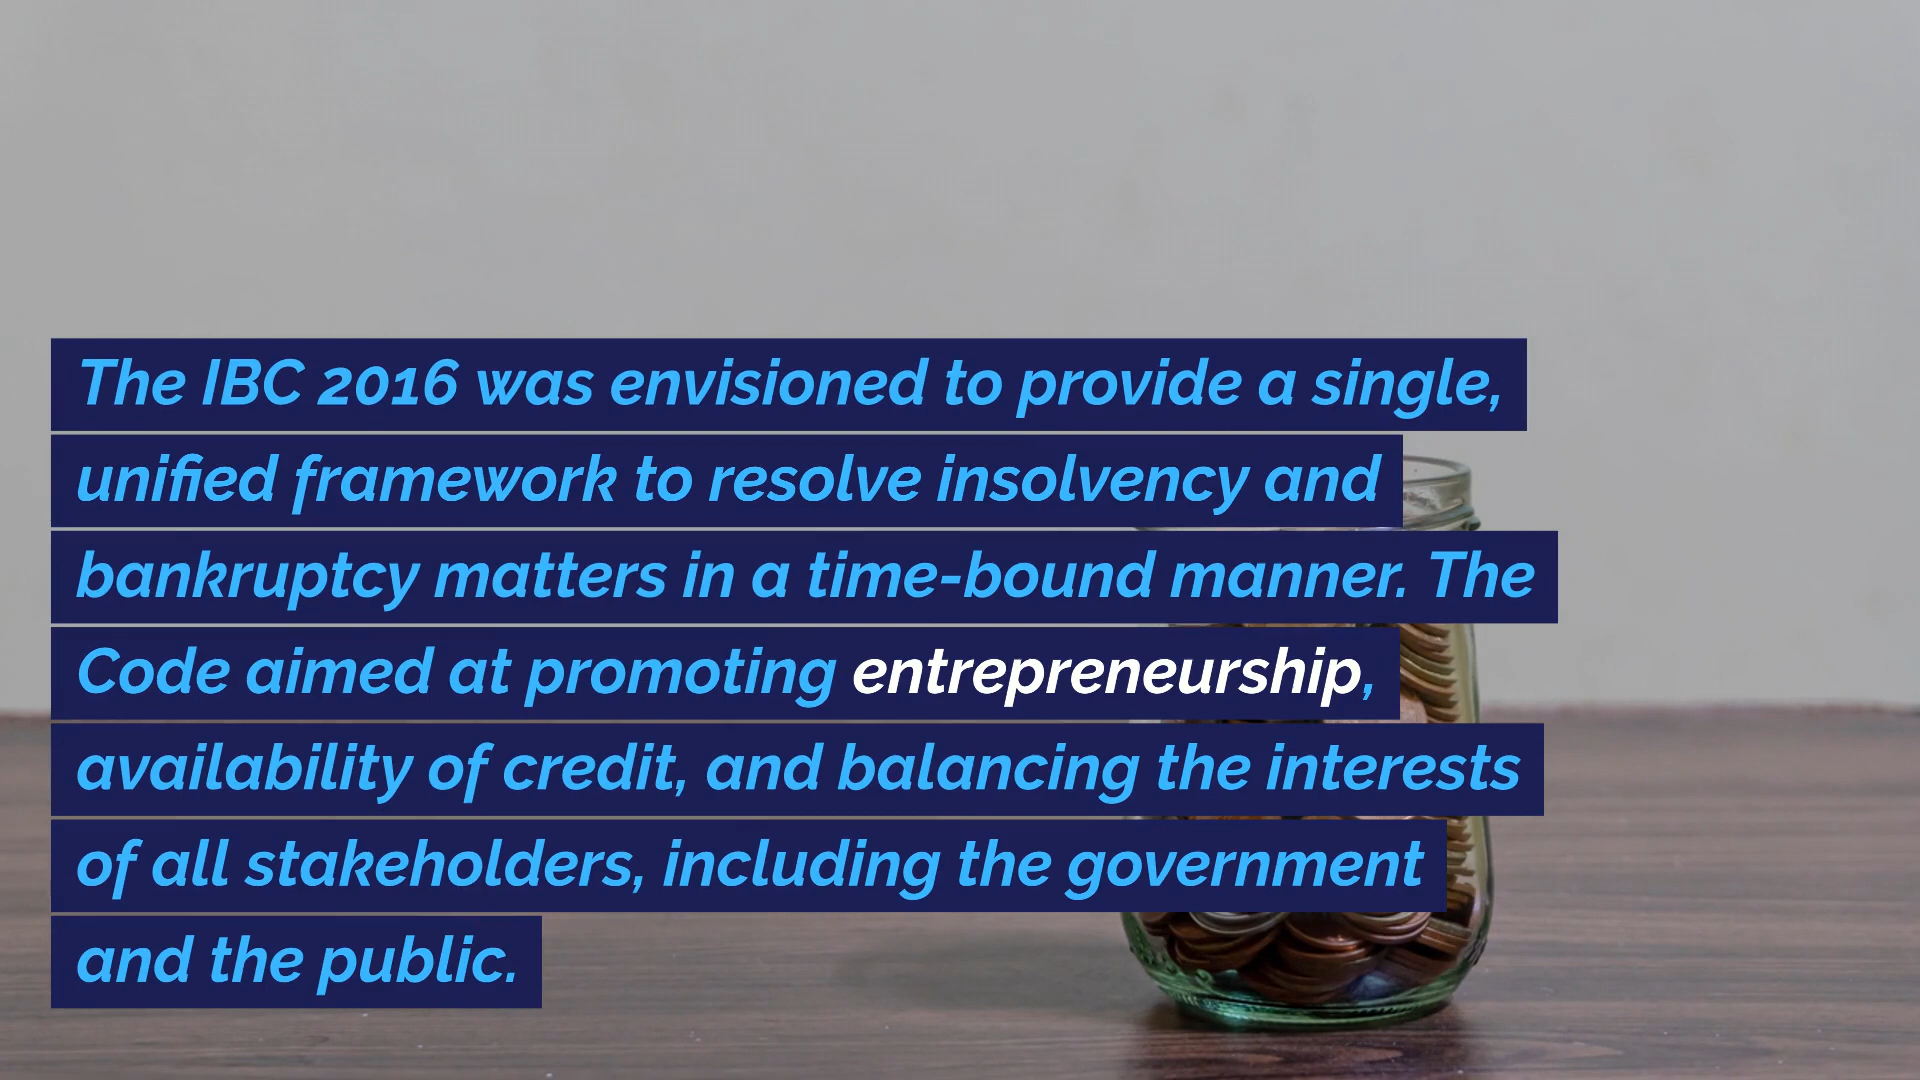 The IBC 2016 was envisioned to provide a single,
unified framework to resolve insolvency and
bankruptcy matters in a time-bound manner. The
Code aimed at promoting entrepreneurship,
availability of credit, and balancing the interests
of all stakeholders, including the government
and the public.